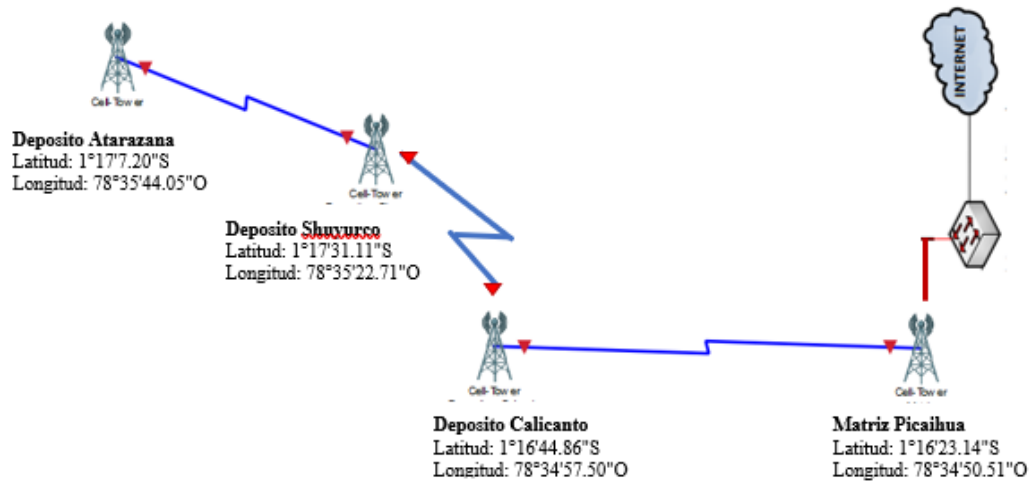 INTERNET
Cell-Tower
Deposito Atarazana
Latitud: 1°17'7.20"S
Longitud: 78°35'44.05"O
Cell-Tower
Deposito Shuyurco
Latitud: 1°17'31.11"S
Longitud: 78°35'22.71"O
Cell-Tower
Deposito Calicanto
Latitud: 1°16'44.86"S
Longitud: 78°34'57.50"O
Cell-Tower
Matriz Picaihua
Latitud: 1°16'23.14"S
Longitud: 78°34'50.51"O